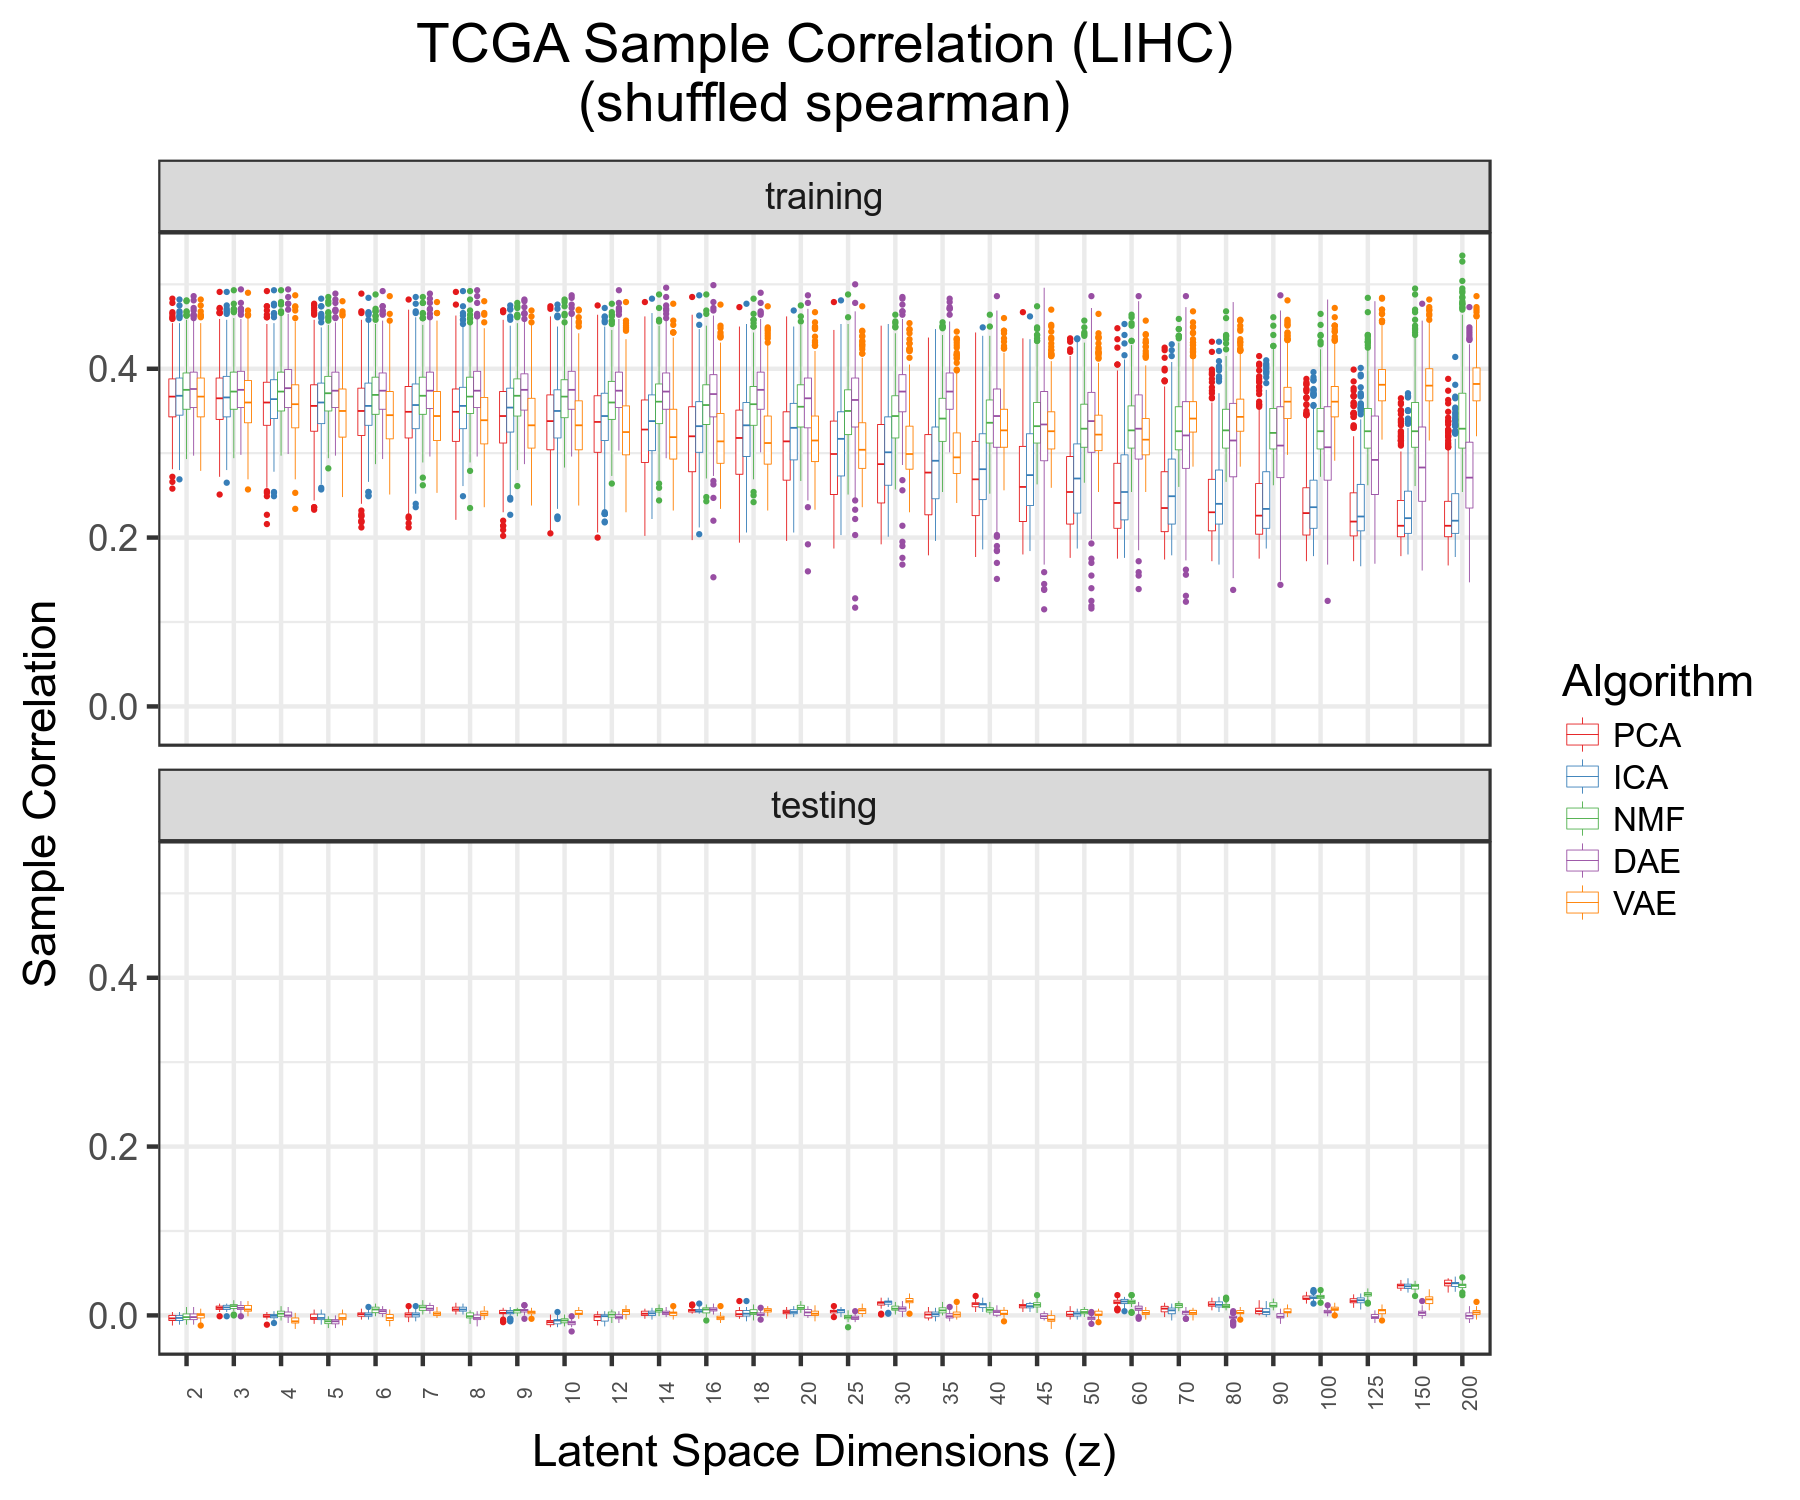 TCGA Sample Correlation (LIHC)
(shuffled spearman)
training
0.4
0.2
0.0
testing
0.4
0.2
0.0
Sample Correlation
2 3 4 5 6 7 8 9 10 12 14 16 18 20 25 30 35 40 45 50 60 70 80 90 100 125 150 200
Latent Space Dimensions (z)
Algorithm
PCA
ICA
NMF
DAE
VAE